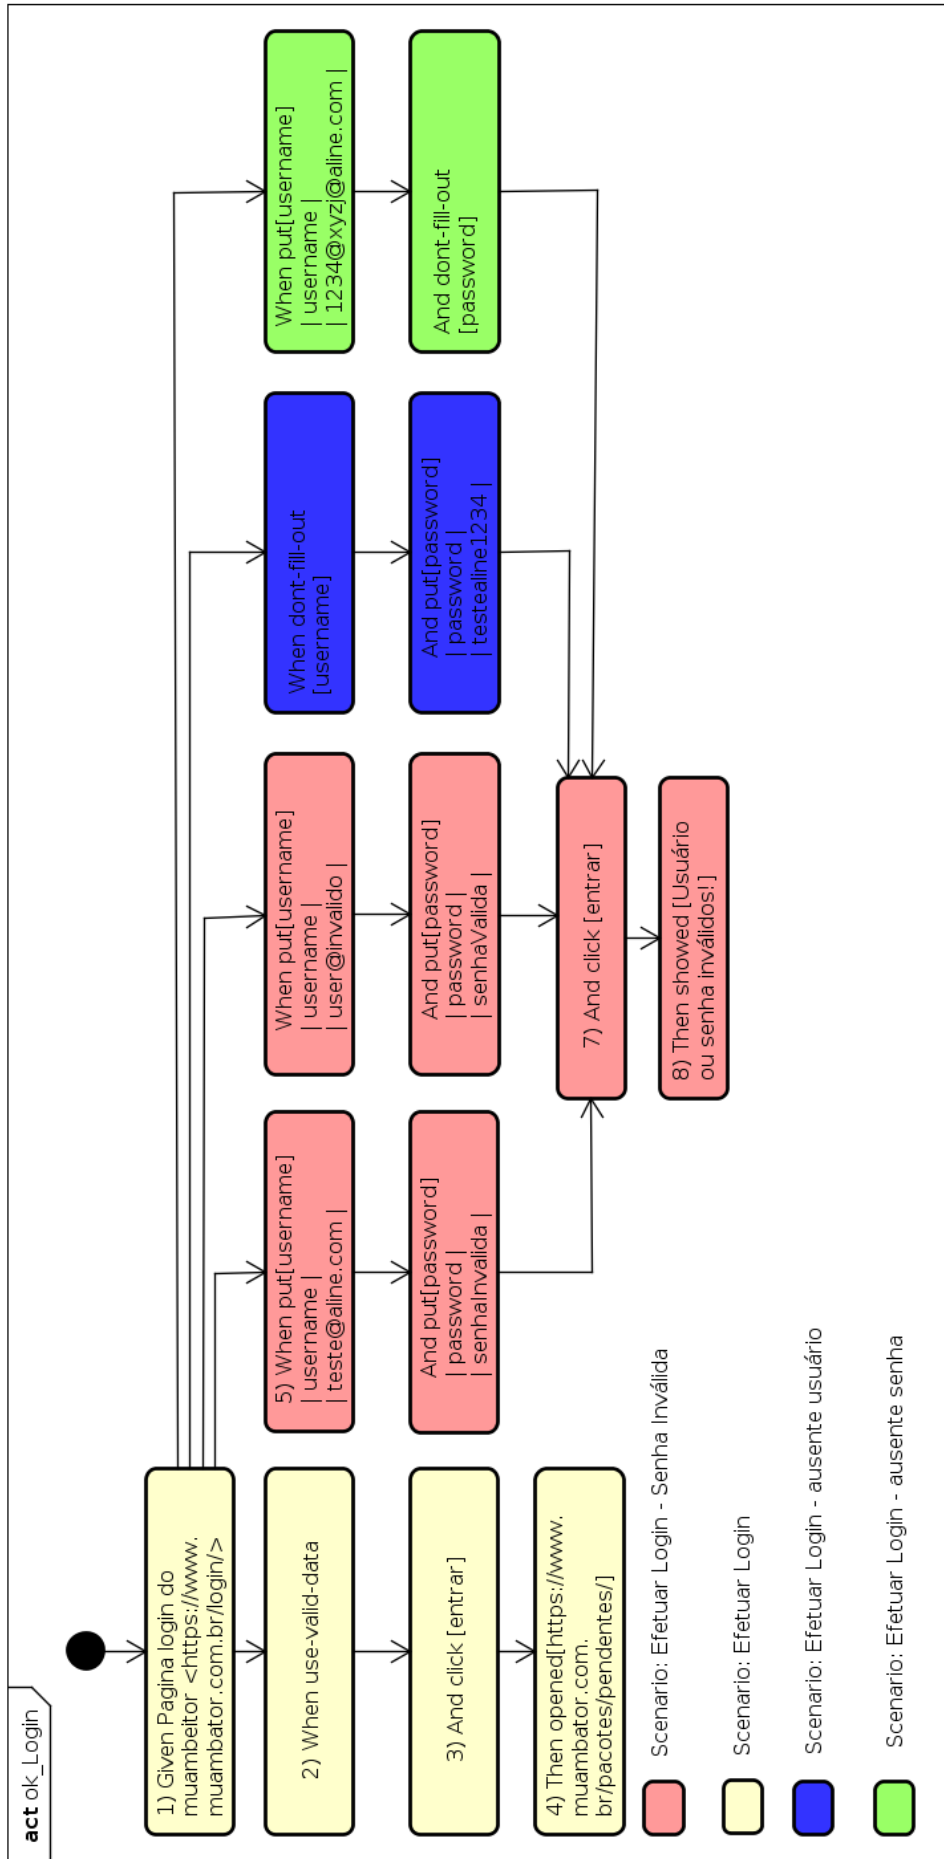 act ok_Login
1) Given Pagina login do
muambeitor <https://www.
muambator.com.br/login/>
2) When use-valid-data
3) And click [entrar]
4) Then opened[https://www.
muambator.com.
br/pacotes/pendentes/]
5) When put[username]
| username |
| teste@aline.com |
And put[password]
| password |
| senhaInvalida |
When put[username]
| username |
| user@invalido |
And put[password]
| password |
| senhaValida |
When dont-fill-out
[username]
And put[password]
| password |
| testealine1234 |
When put[username]
| username |
| 1234@xyzj@aline.com |
And dont-fill-out
[password]
7) And click [entrar]
8) Then showed [Usuário
ou senha inválidos!]
Scenario: Efetuar Login - Senha Inválida
Scenario: Efetuar Login
Scenario: Efetuar Login - ausente usuário
Scenario: Efetuar Login - ausente senha